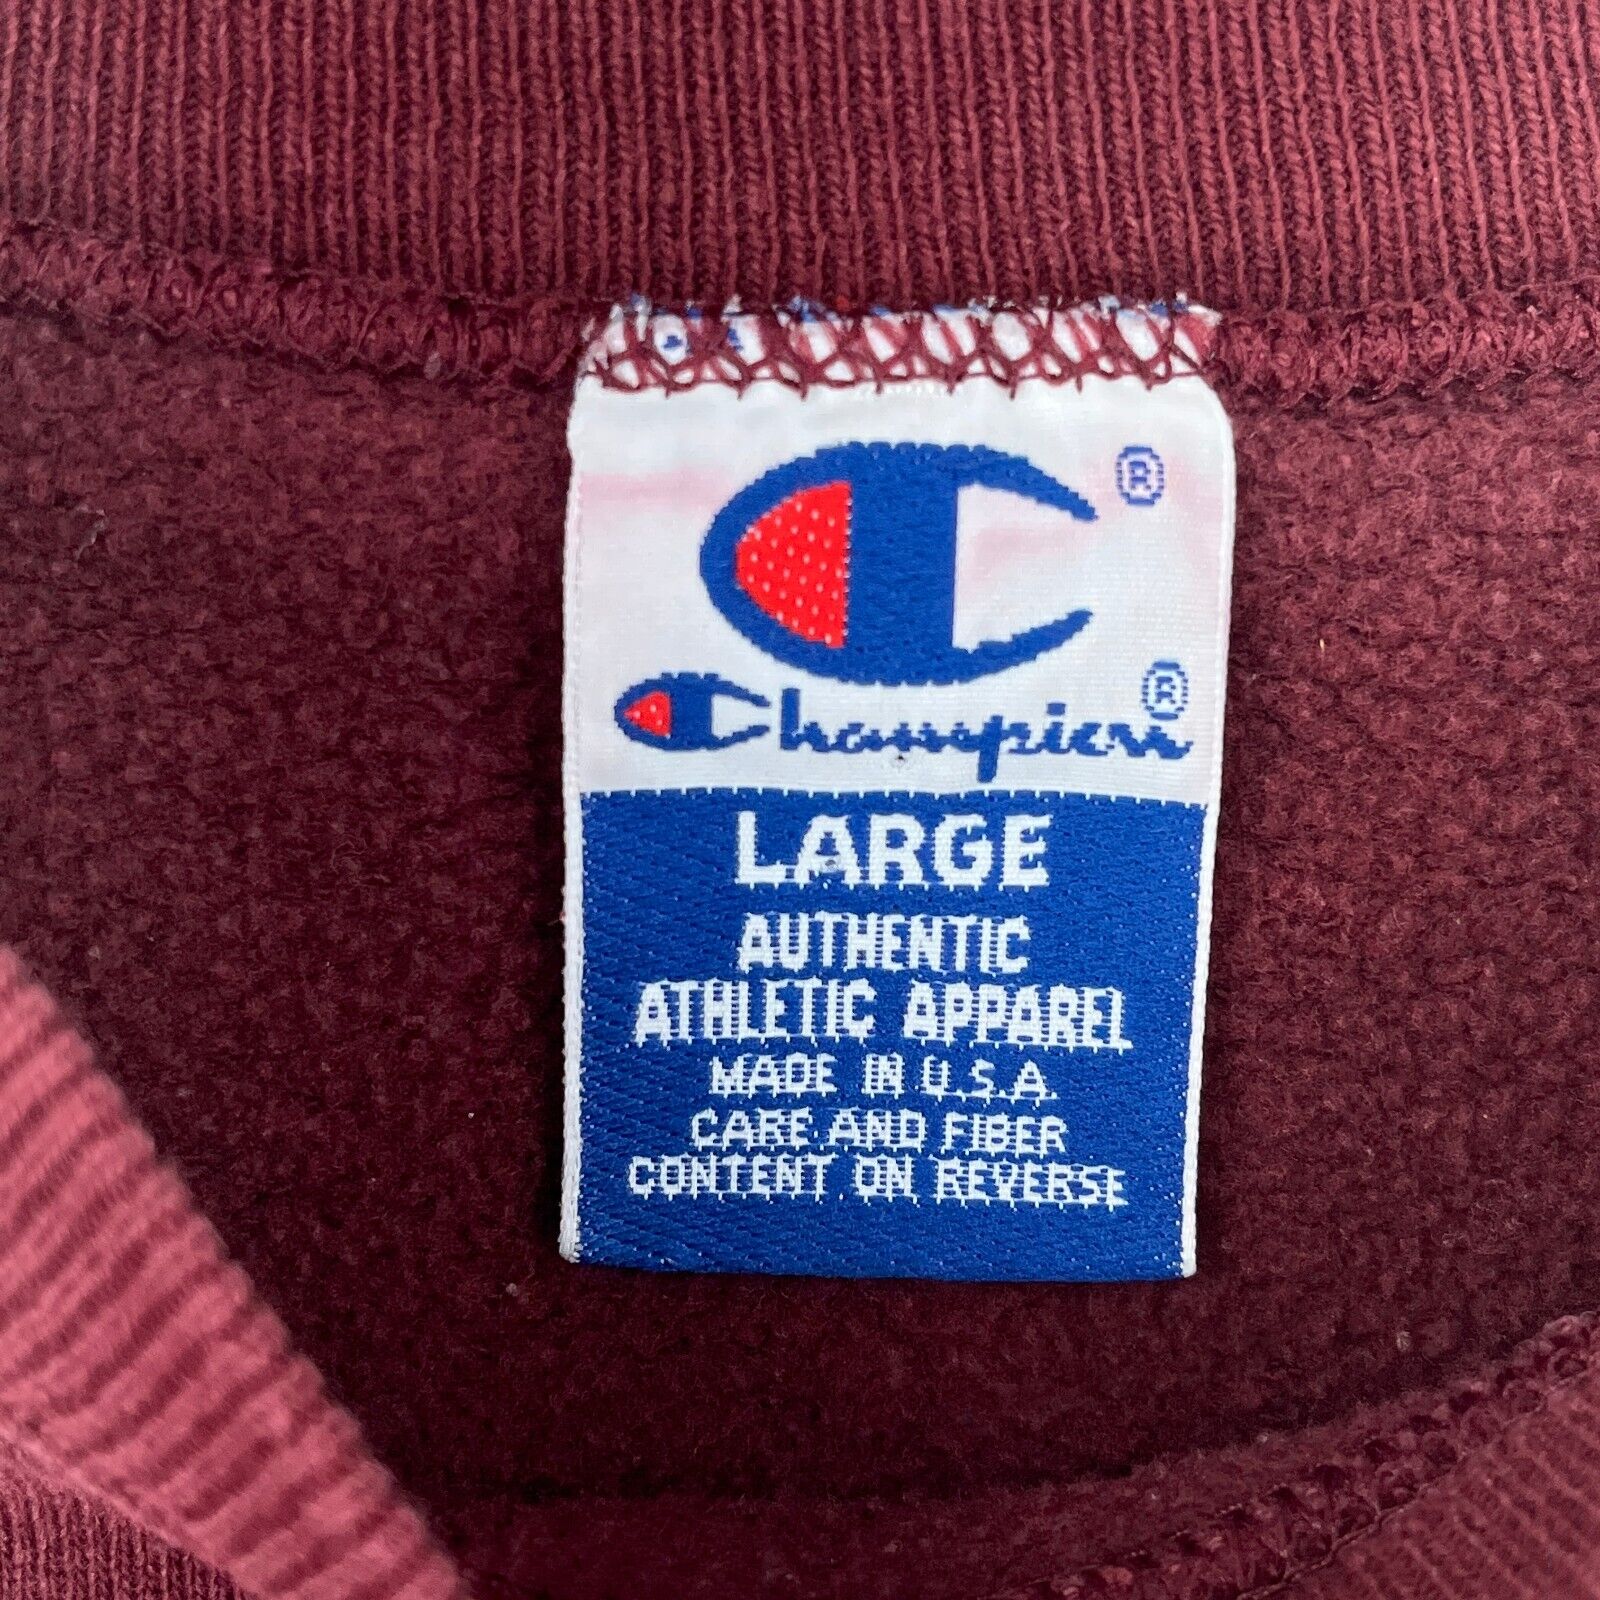 ®
Champion®
LARGE
AUTHENTIC
ATHLETIC APPAREL
MADE IN U.S.A.
CARE AND FIBER
CONTENT ON REVERSE